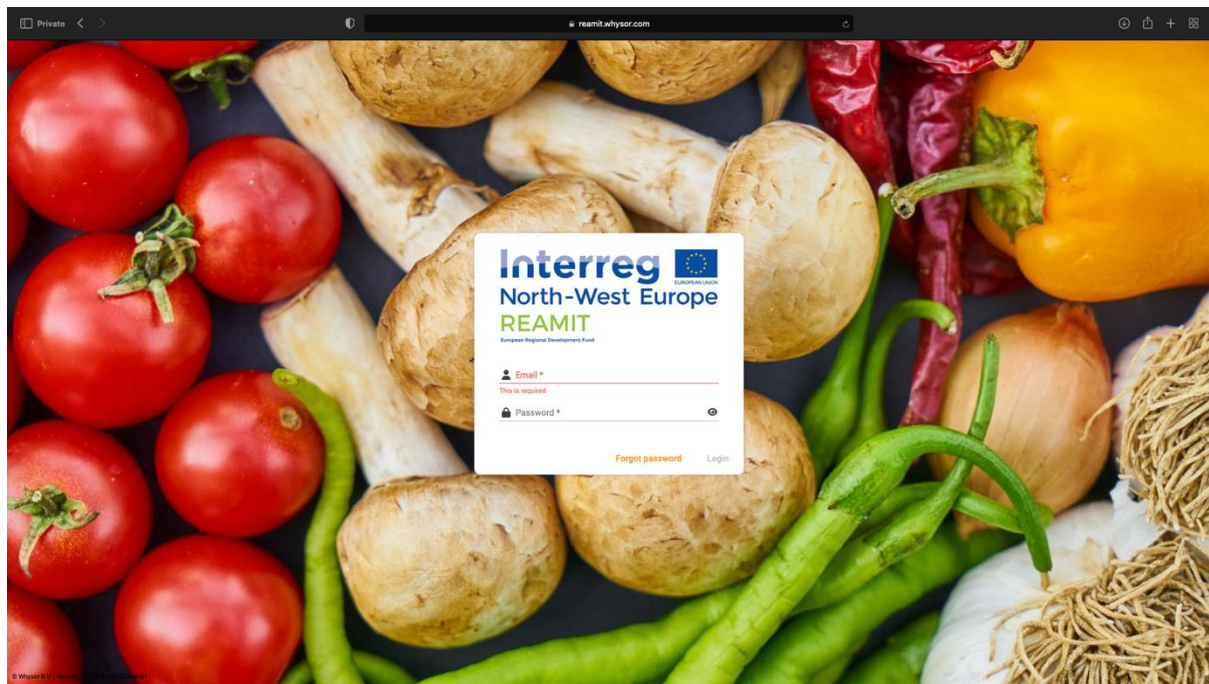 Private
reamit.whysor.com
Interreg
EUROPEAN UNION
North-West Europe
REAMIT
European Regional Development Fund
Email *
This is required
Password *
Forgot password
Login
© Whysor B.V.